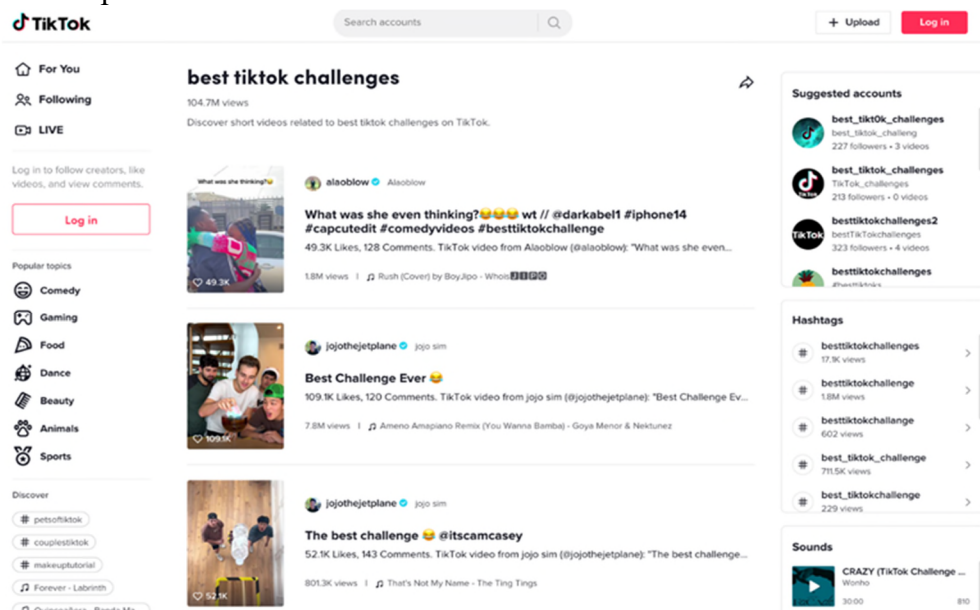 TikTok
Search accounts
+ Upload
Log in
For You
Following
LIVE
Log in to follow creators, like
videos, and view comments.
Log in
Popular topics
Comedy
Gaming
Food
Dance
Beauty
Animals
Sports
Discover
# petsoftiktok
# couplestiktok
# makeuptutorial
Forever - Labrinth
best tiktok challenges
104.7M views
Discover short videos related to best tiktok challenges on TikTok.
What was she thinking?😂
49.3K
alaoblow Alaoblow
What was she even thinking?😂😂😂 wt // @darkabel1 #iphone14
#capcutedit #comedyvideos #besttiktokchallenge
49.3K Likes, 128 Comments. TikTok video from Alaoblow (@alaoblow): "What was she even...
1.8M views | Rush (Cover) by BoyJipo - Whois🅹🅸🅿🅾
109.1K
jojothejetplane jojo sim
Best Challenge Ever 😂
109.1K Likes, 120 Comments. TikTok video from jojo sim (@jojothejetplane): "Best Challenge Ev...
7.8M views | Ameno Amapiano Remix (You Wanna Bamba) - Goya Menor & Nektunez
52.1K
jojothejetplane jojo sim
The best challenge 😂 @itscamcasey
52.1K Likes, 143 Comments. TikTok video from jojo sim (@jojothejetplane): "The best challenge...
801.3K views | That's Not My Name - The Ting Tings
Suggested accounts
best_tikt0k_challenges
best_tiktok_challeng
227 followers • 3 videos
best_tiktok_challenges
TikTok_challenges
213 followers • 0 videos
TikTok
besttiktokchallenges2
bestTikTokchallenges
323 followers • 4 videos
besttiktokchallenges
Hashtags
# besttiktokchallenges
17.1K views
# besttiktokchallenge
1.8M views
# besttiktokchallange
602 views
# best_tiktok_challenge
711.5K views
# best_tiktokchallenge
229 views
Sounds
CRAZY (TikTok Challenge ...
Wonho
30:00
810